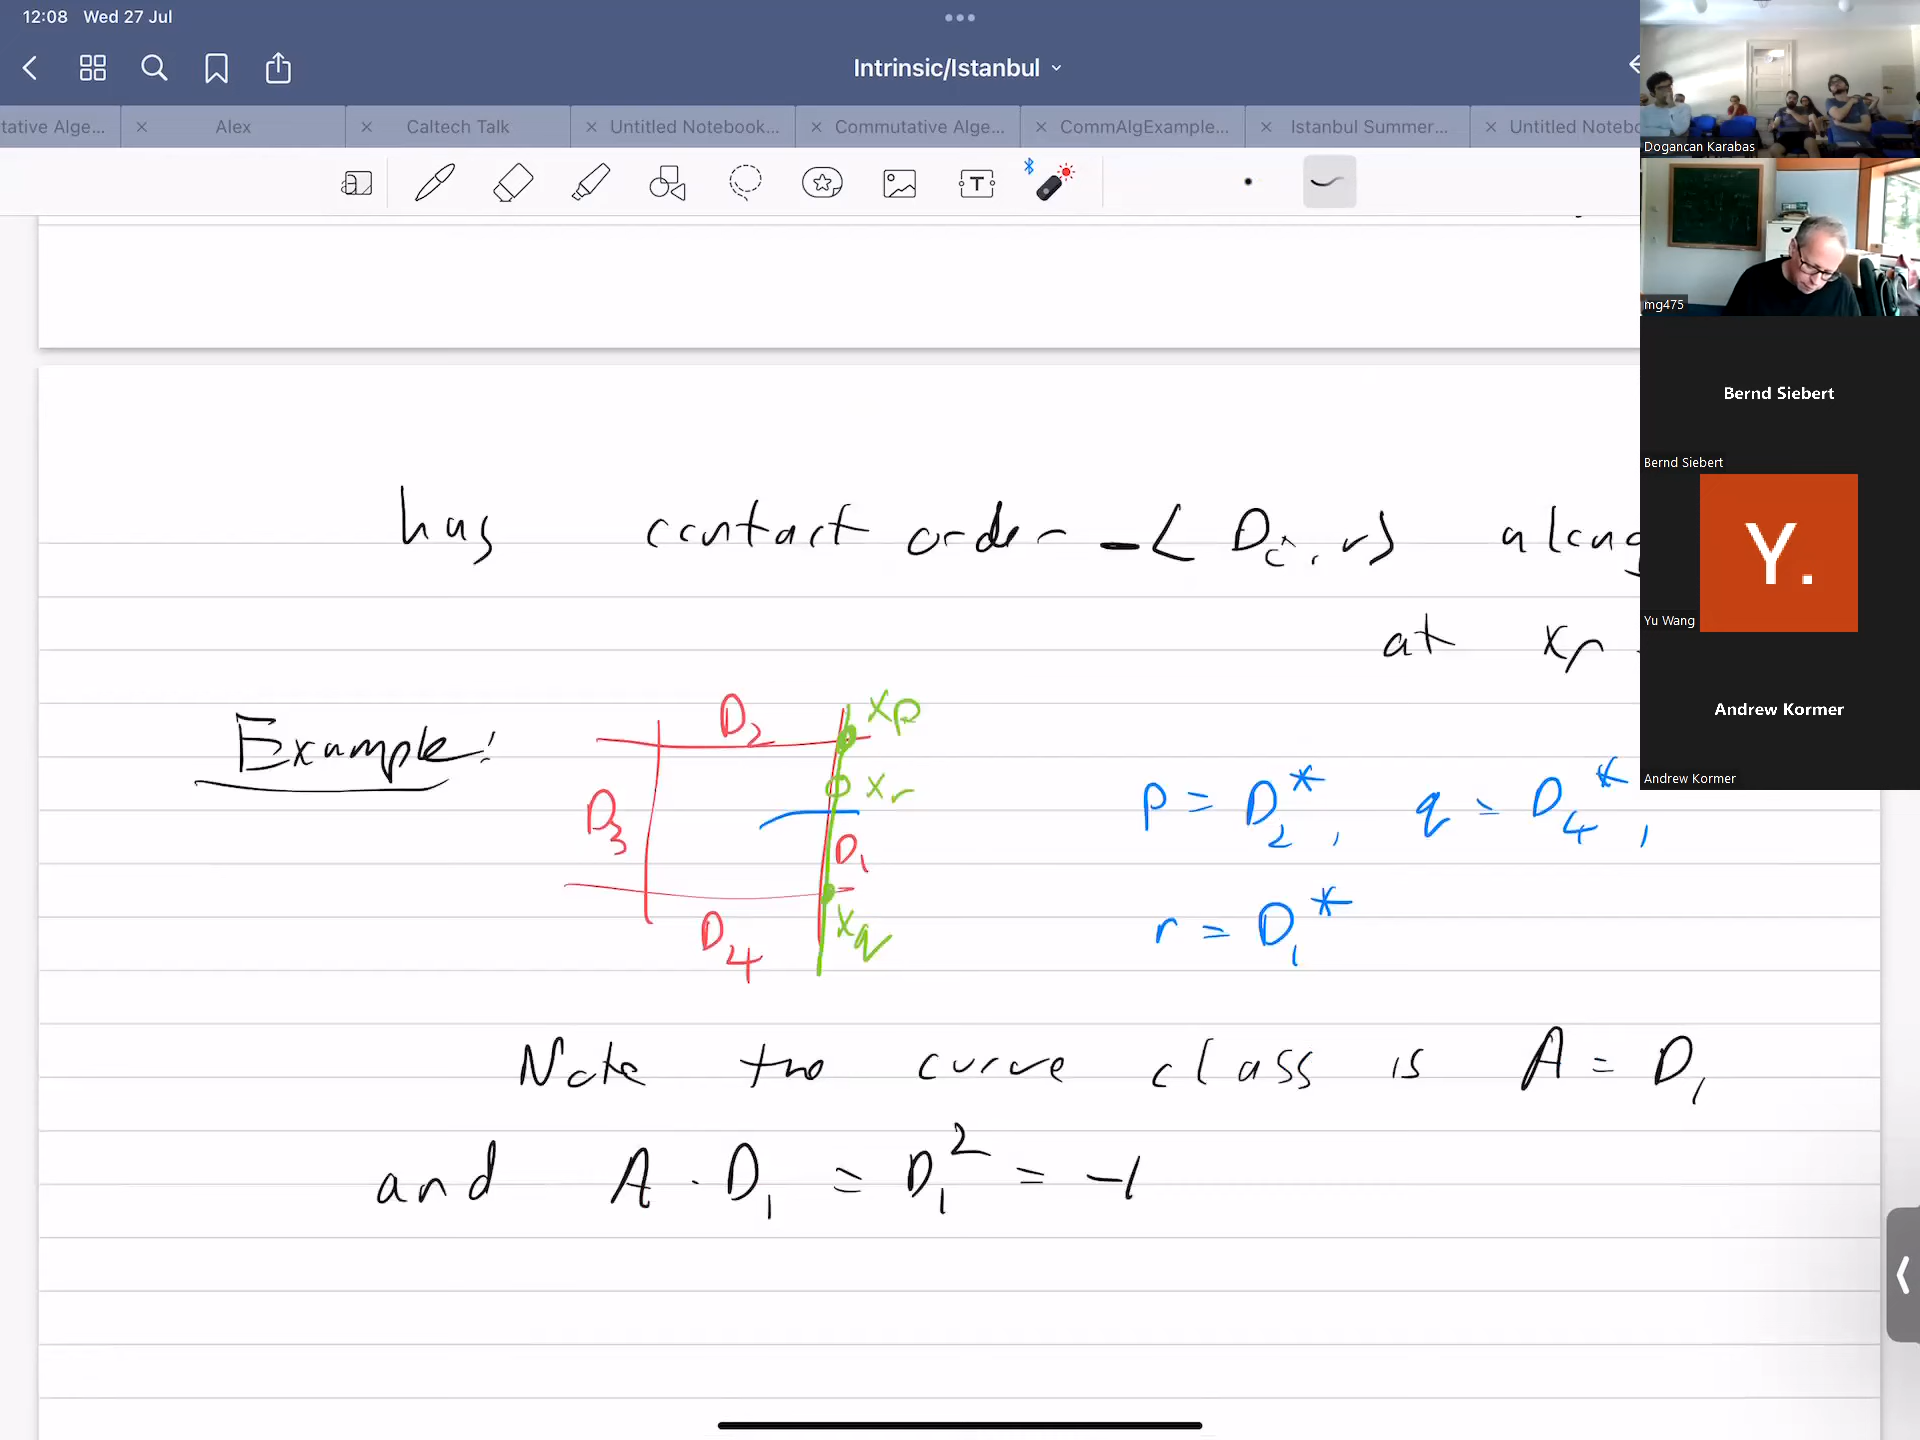 12:08 Wed 27 Jul
Intrinsic/Istanbul
tative Alge...
Alex
Caltech Talk
Untitled Notebook...
Commutative Alge...
CommAlgExample...
Istanbul Summer...
Untitled Notebo
Dogancan Karabas
mg475
Bernd Siebert
Bernd Siebert
Y.
Yu Wang
Andrew Kormer
Andrew Kormer
has contact order -< D_i, r> along
at x_r
Example:
D_2 x_p
D_3 x_r
D_1
D_4 x_q
p = D_2^*, q = D_4^*,
r = D_1^*
Note the curve class is A = D_1
and A · D_1 = D_1^2 = -1